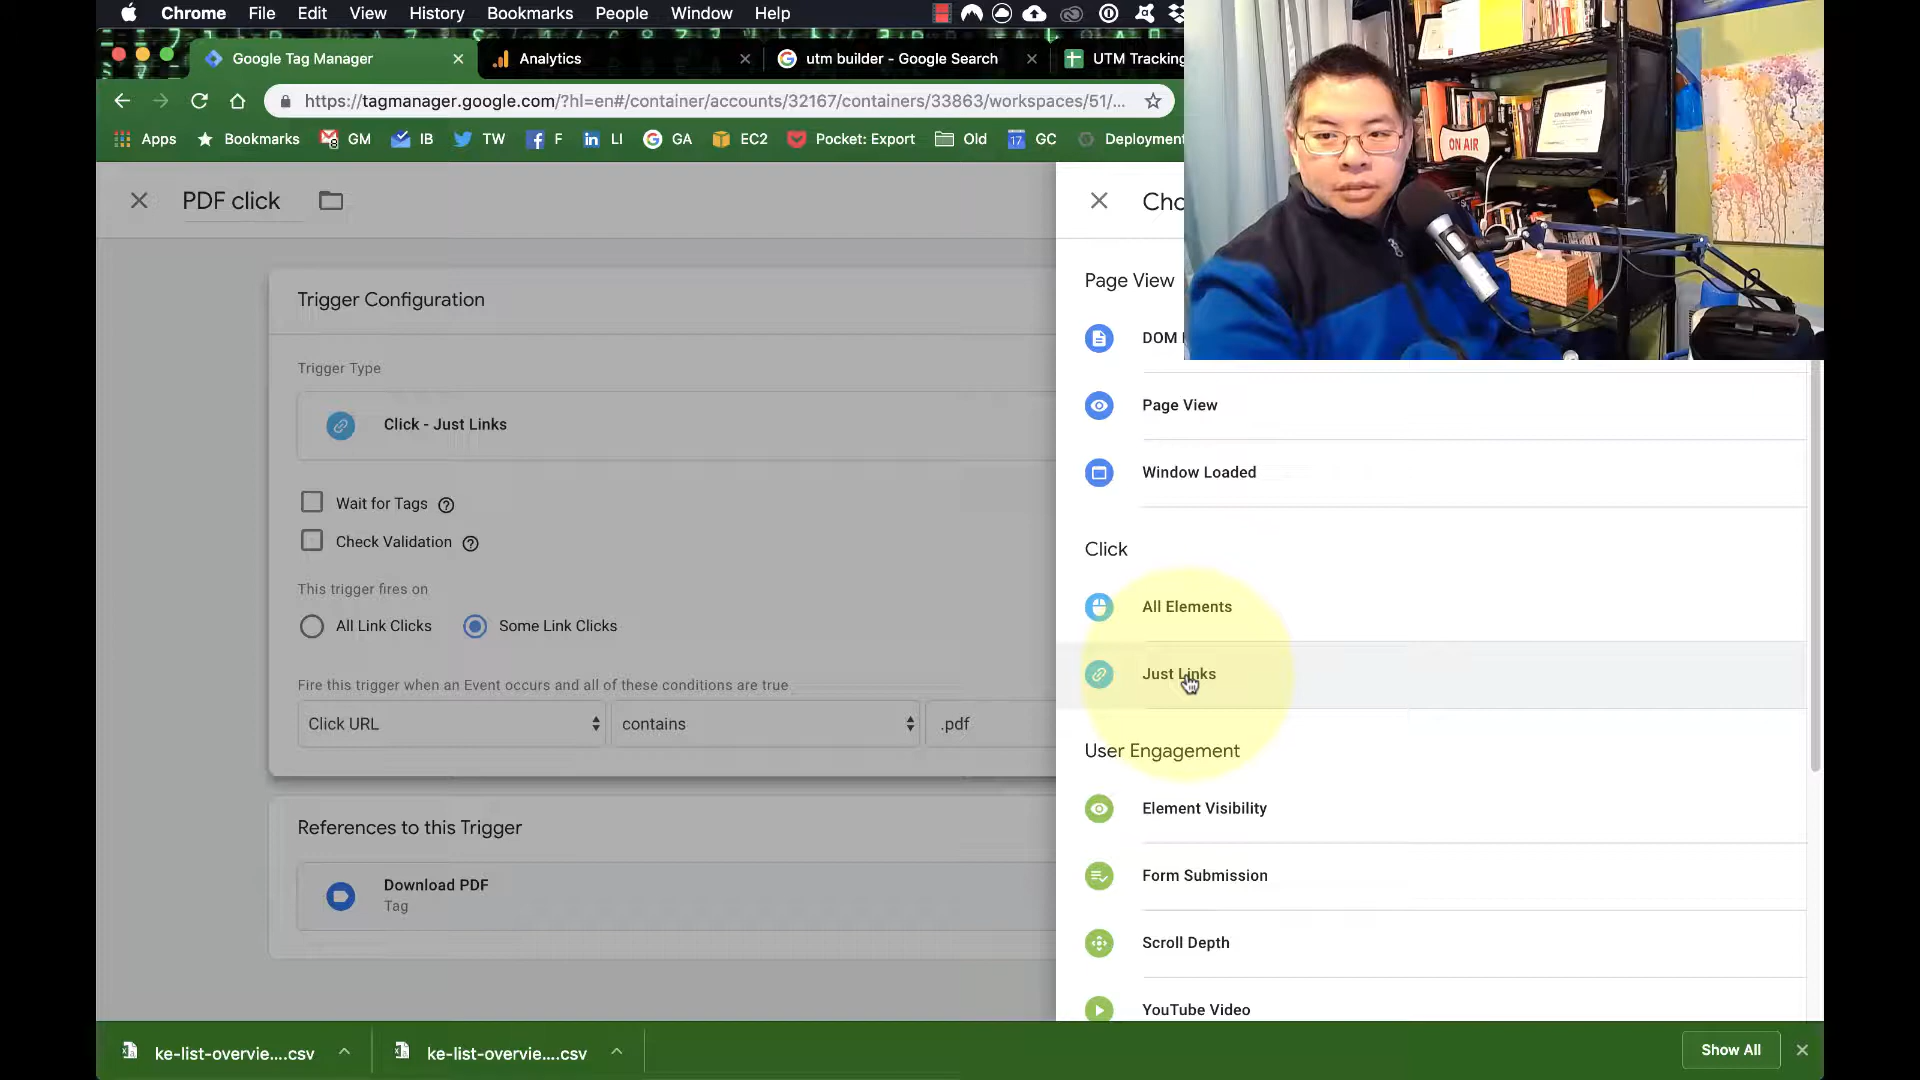 Chrome File Edit View History Bookmarks People Window Help
Google Tag Manager Analytics utm builder - Google Search UTM Tracking
https://tagmanager.google.com/?hl=en#/container/accounts/32167/containers/33863/workspaces/51/...
Apps Bookmarks GM IB TW F LI GA EC2 Pocket: Export Old GC Deployment
ON AIR
PDF click
Cho
Page View
Trigger Configuration
DOM
Trigger Type
Page View
Click - Just Links
Window Loaded
Wait for Tags
Check Validation
Click
This trigger fires on
All Elements
All Link Clicks Some Link Clicks
Just Links
Fire this trigger when an Event occurs and all of these conditions are true
Click URL contains .pdf
User Engagement
Element Visibility
References to this Trigger
Form Submission
Download PDF
Tag
Scroll Depth
YouTube Video
ke-list-overvie....csv ke-list-overvie....csv Show All